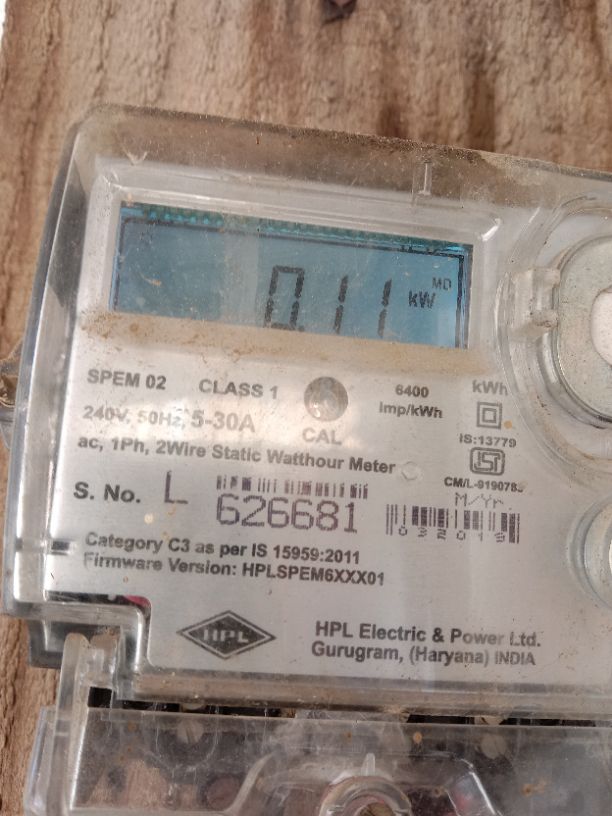 MD
0.11 kW
SPEM 02 CLASS 1 6400 kWh
Imp/kWh
240V, 50Hz, 5-30A CAL
IS:13779
ac, 1Ph, 2Wire Static Watthour Meter
ISI
CM/L-919078
S. No. L 626681 M/Yr.
032019
Category C3 as per IS 15959:2011
Firmware Version: HPLSPEM6XXX01
HPL
HPL Electric & Power Ltd.
Gurugram, (Haryana) INDIA